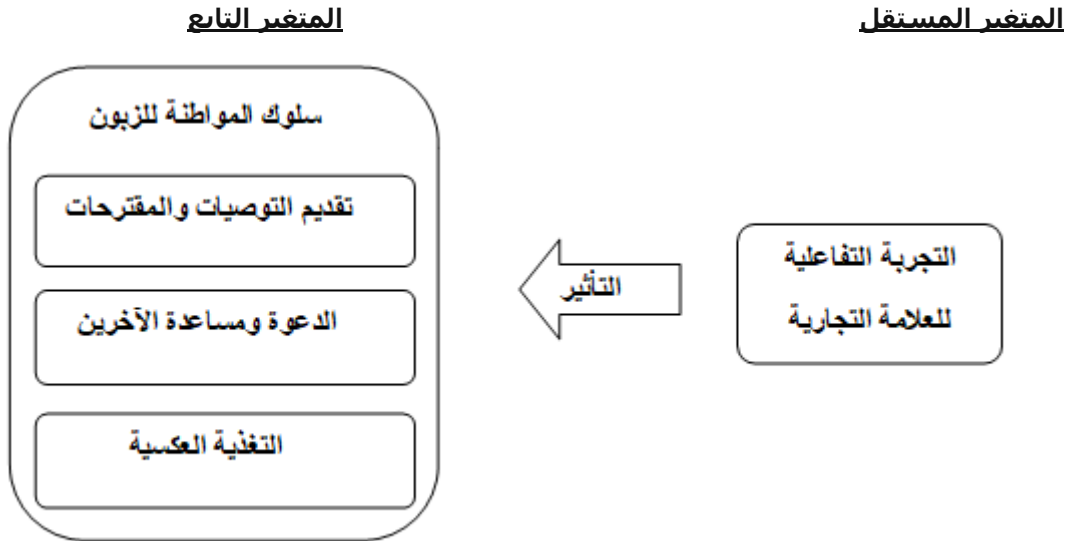 المتغير المستقل
المتغير التابع
سلوك المواطنة للزبون
تقديم التوصيات والمقترحات
الدعوة ومساعدة الآخرين
التغذية العكسية
التأثير
التجربة التفاعلية
للعلامة التجارية